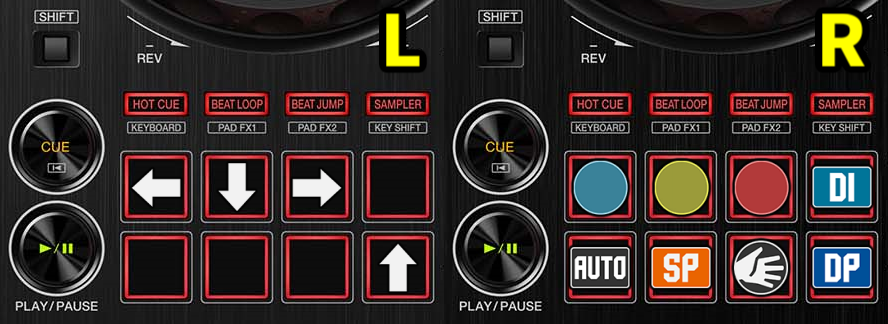 L
SHIFT
REV
HOT CUE BEAT LOOP BEAT JUMP SAMPLER
KEYBOARD PAD FX1 PAD FX2 KEY SHIFT
CUE
PLAY/PAUSE
R
SHIFT
REV
HOT CUE BEAT LOOP BEAT JUMP SAMPLER
KEYBOARD PAD FX1 PAD FX2 KEY SHIFT
CUE
DI
AUTO SP DP
PLAY/PAUSE